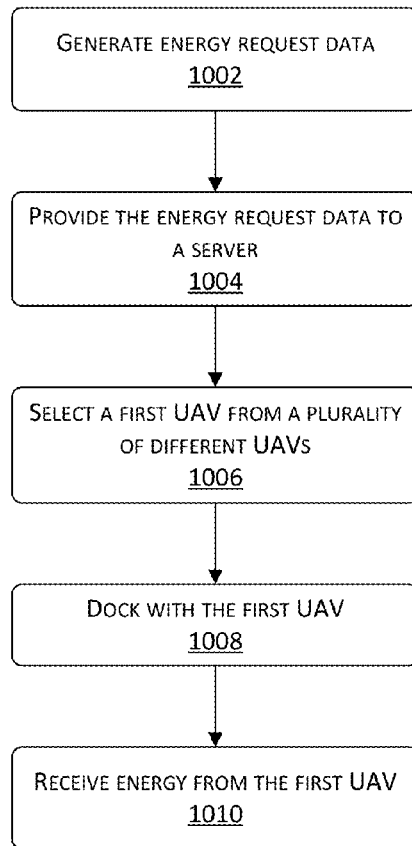 GENERATE ENERGY REQUEST DATA
1002
PROVIDE THE ENERGY REQUEST DATA TO
A SERVER
1004
SELECT A FIRST UAV FROM A PLURALITY
OF DIFFERENT UAVS
1006
DOCK WITH THE FIRST UAV
1008
RECEIVE ENERGY FROM THE FIRST UAV
1010